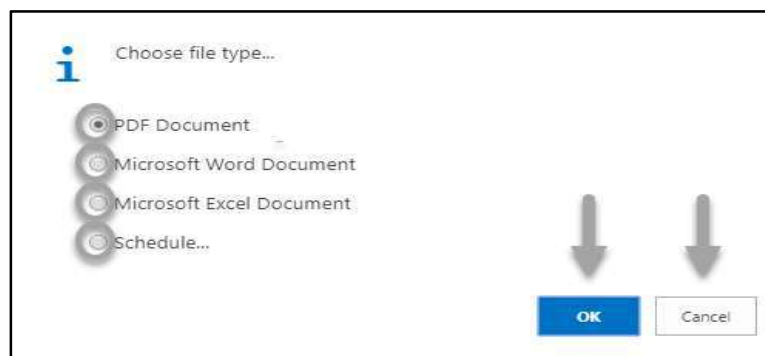 Choose file type...
PDF Document
Microsoft Word Document
Microsoft Excel Document
Schedule...
OK
Cancel